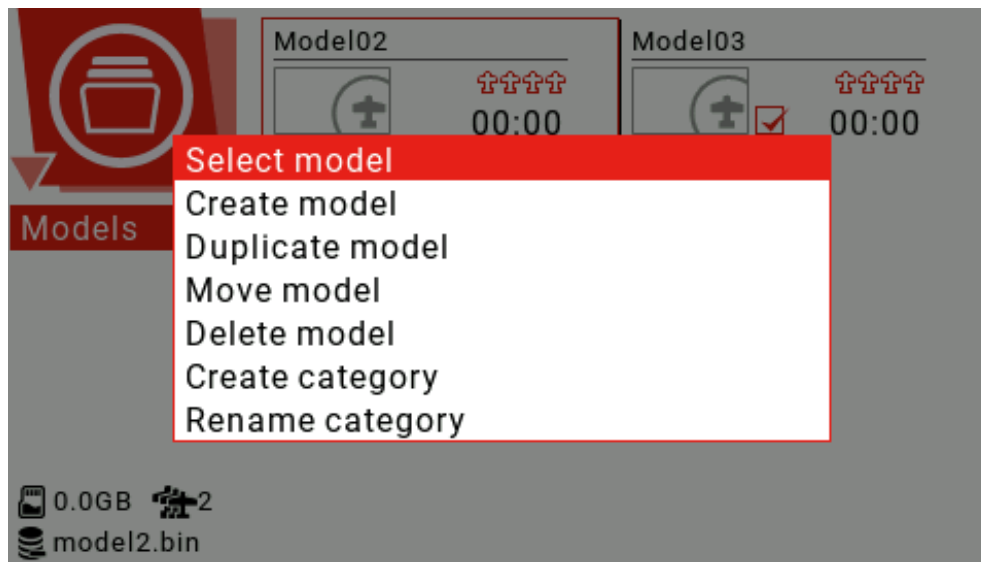 Model02
Model03
00:00
00:00
Select model
Create model
Models
Duplicate model
Move model
Delete model
Create category
Rename category
0.0GB 2
model2.bin